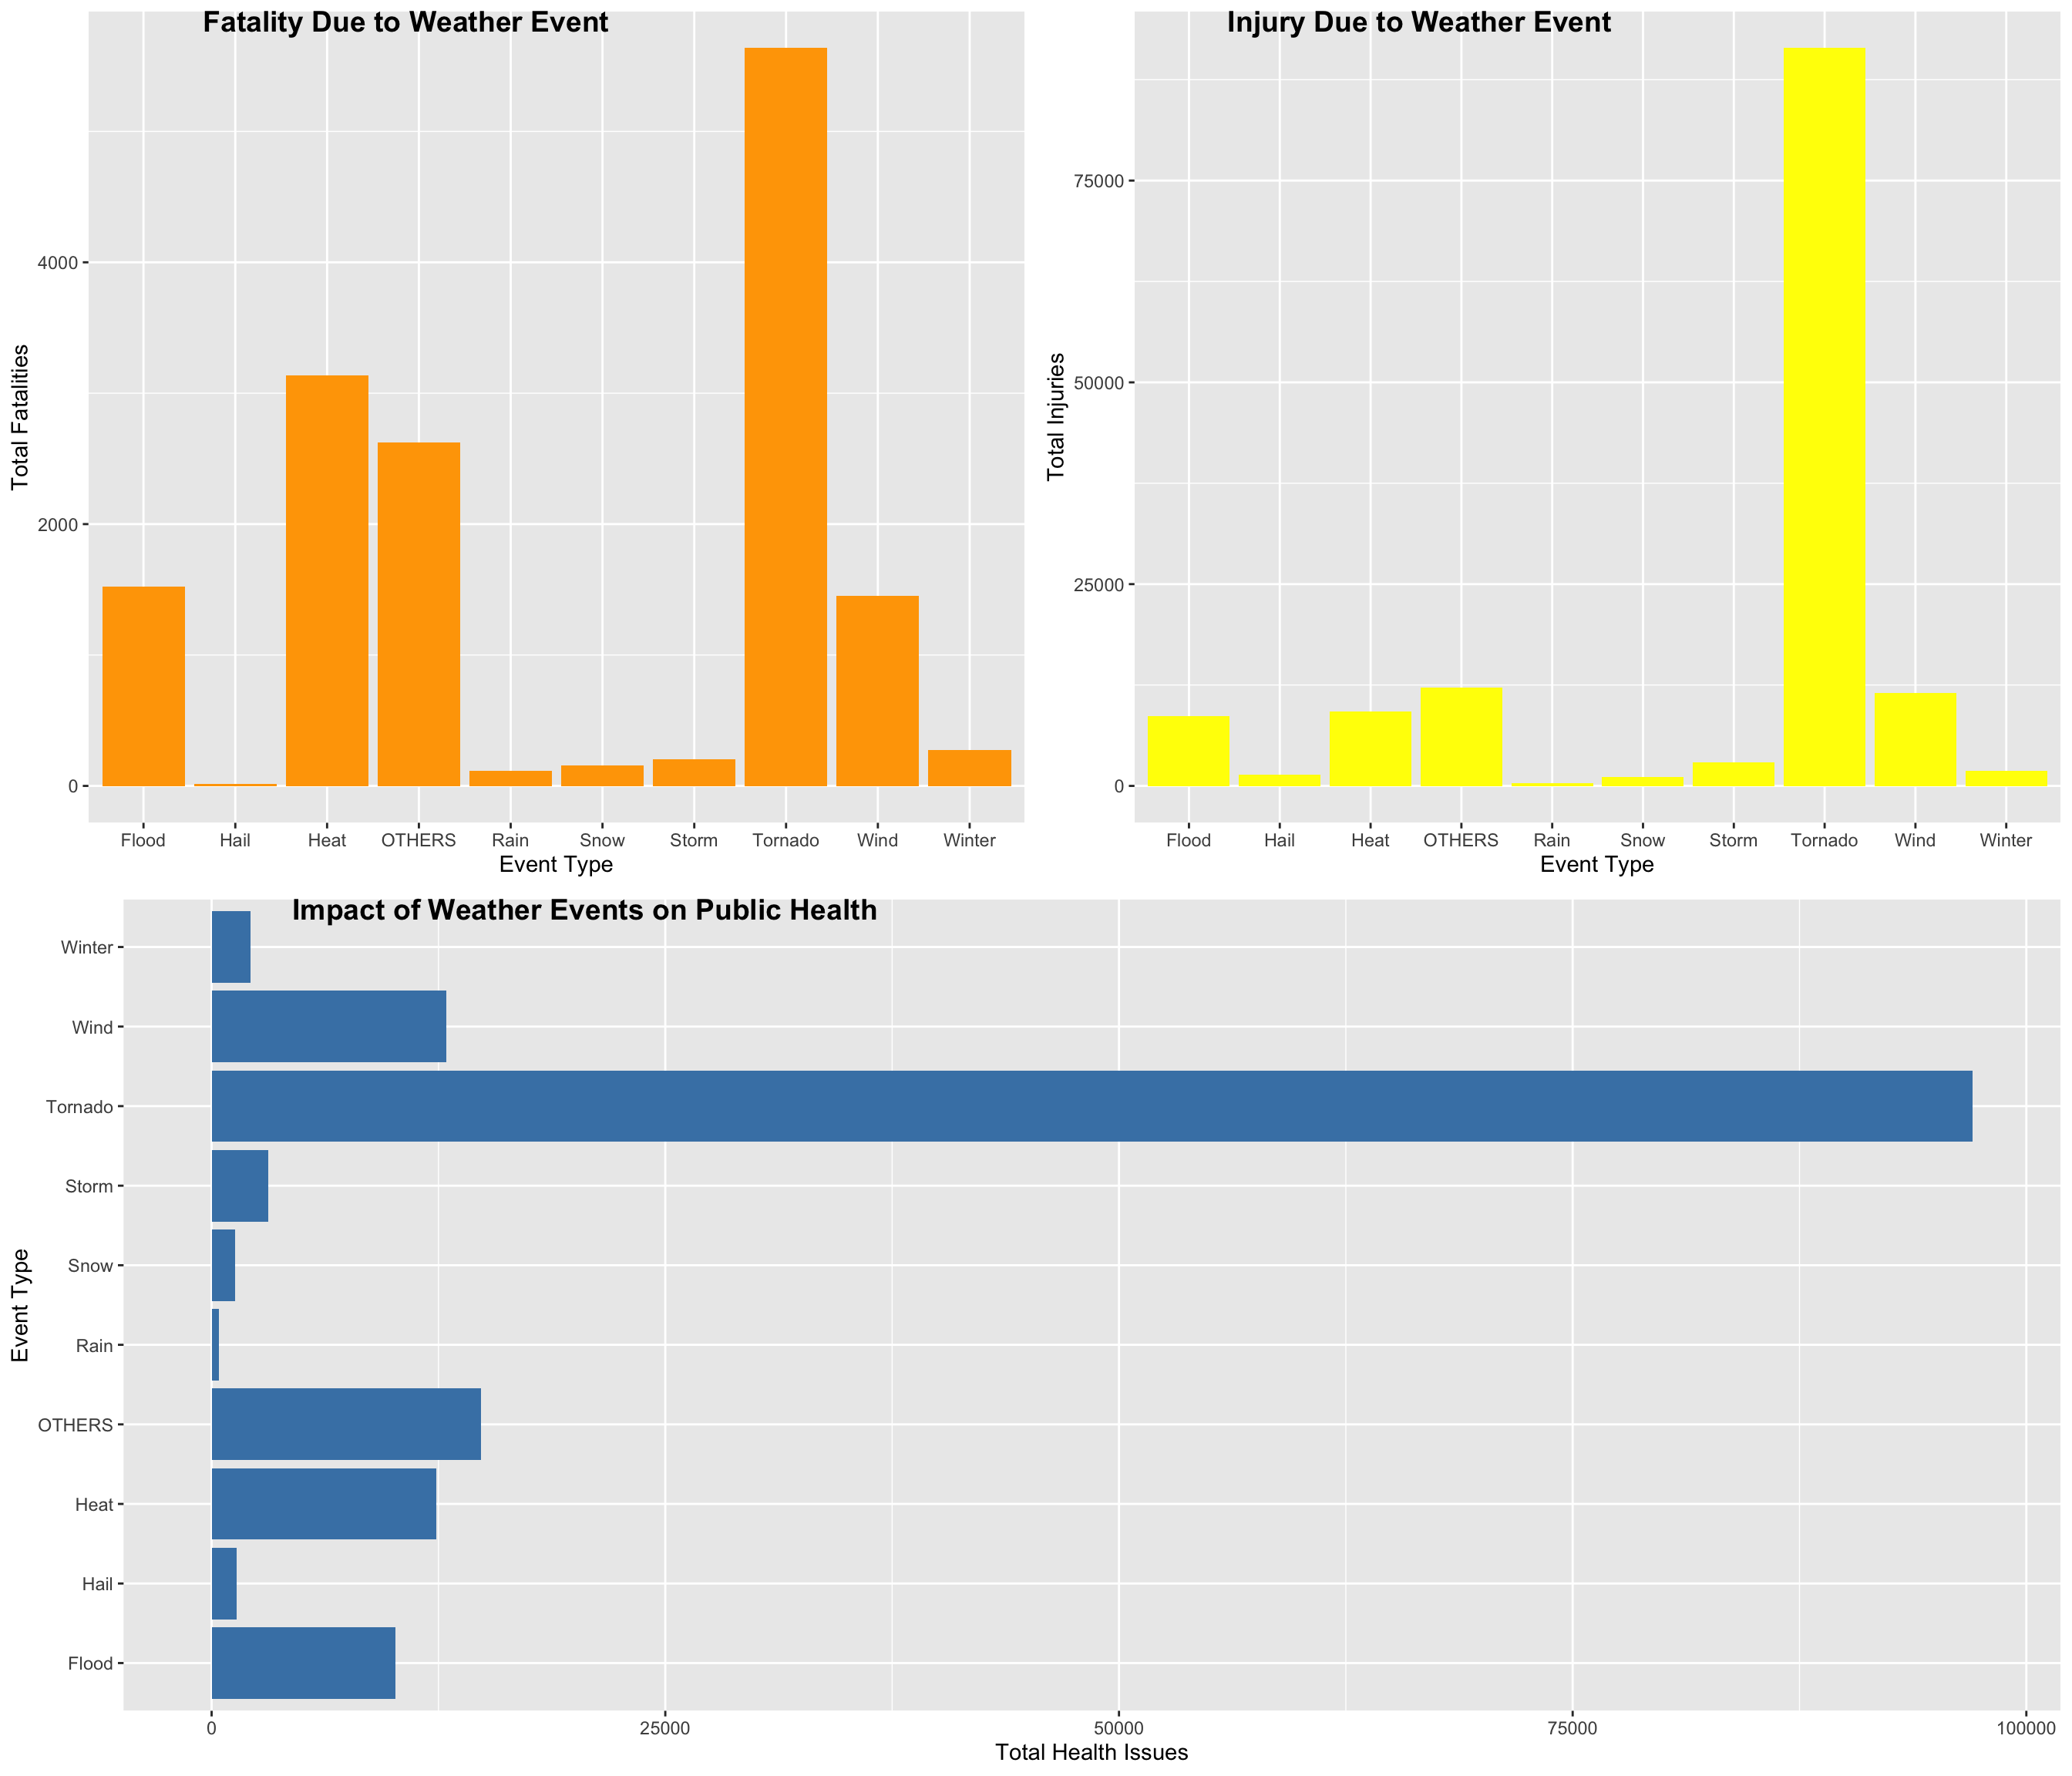 Fatality Due to Weather Event
Total Fatalities
4000
2000
0
Flood Hail Heat OTHERS Rain Snow Storm Tornado Wind Winter
Event Type
Injury Due to Weather Event
Total Injuries
75000
50000
25000
0
Flood Hail Heat OTHERS Rain Snow Storm Tornado Wind Winter
Event Type
Impact of Weather Events on Public Health
Event Type
Winter
Wind
Tornado
Storm
Snow
Rain
OTHERS
Heat
Hail
Flood
0 25000 50000 75000 100000
Total Health Issues